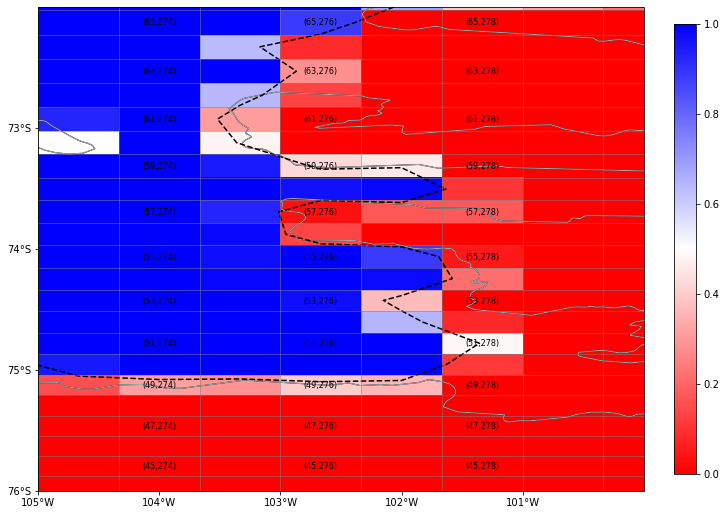 (65,274) (65,276) (65,278) 1.0
(63,274) (63,276) (63,278)
0.8
(61,274) (61,276) (61,278)
73°S
(59,274) (59,276) (59,278)
0.6
(57,274) (57,276) (57,278)
74°S
(55,274) (55,276) (55,278)
0.4
(53,274) (53,276) (53,278)
(51,274) (51,276) (51,278)
75°S
(49,274) (49,276) (49,278) 0.2
(47,274) (47,276) (47,278)
(45,274) (45,276) (45,278) 0.0
76°S
105°W 104°W 103°W 102°W 101°W